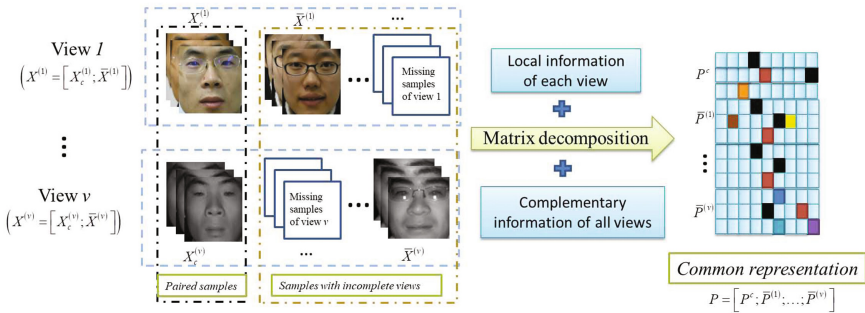 X_c^{(1)}
X̄^{(1)}
...
View 1
(X^{(1)} = [X_c^{(1)}; X̄^{(1)}])
...
Missing
samples
of view 1
...
View v
(X^{(v)} = [X_c^{(v)}; X̄^{(v)}])
Missing
samples
of view v
...
X_c^{(v)}
...
X̄^{(v)}
Paired samples
Samples with incomplete views
Local information
of each view
Matrix decomposition
Complementary
information of all views
P^c
P̄^{(1)}
...
P̄^{(v)}
Common representation
P = [P^c; P̄^{(1)};...; P̄^{(v)}]